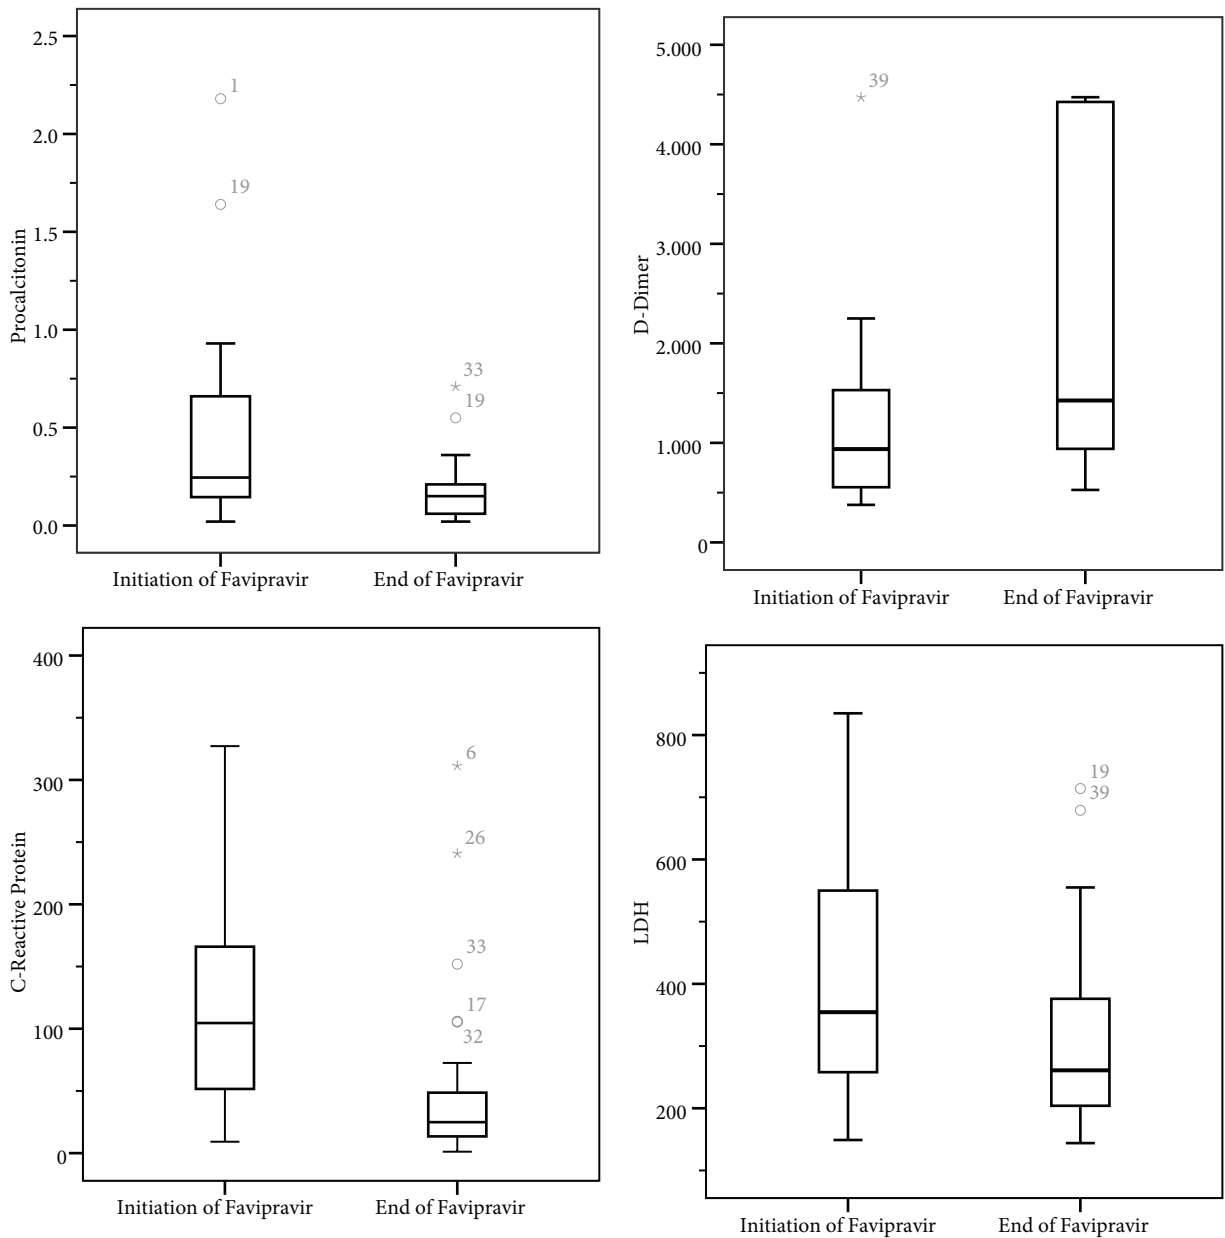 Procalcitonin
2.5
2.0
1.5
1.0
0.5
0.0
1
19
33
19
Initiation of Favipravir
End of Favipravir
D-Dimer
5.000
4.000
3.000
2.000
1.000
0
39
Initiation of Favipravir
End of Favipravir
C-Reactive Protein
400
300
200
100
0
6
26
33
17
32
Initiation of Favipravir
End of Favipravir
LDH
800
600
400
200
19
39
Initiation of Favipravir
End of Favipravir